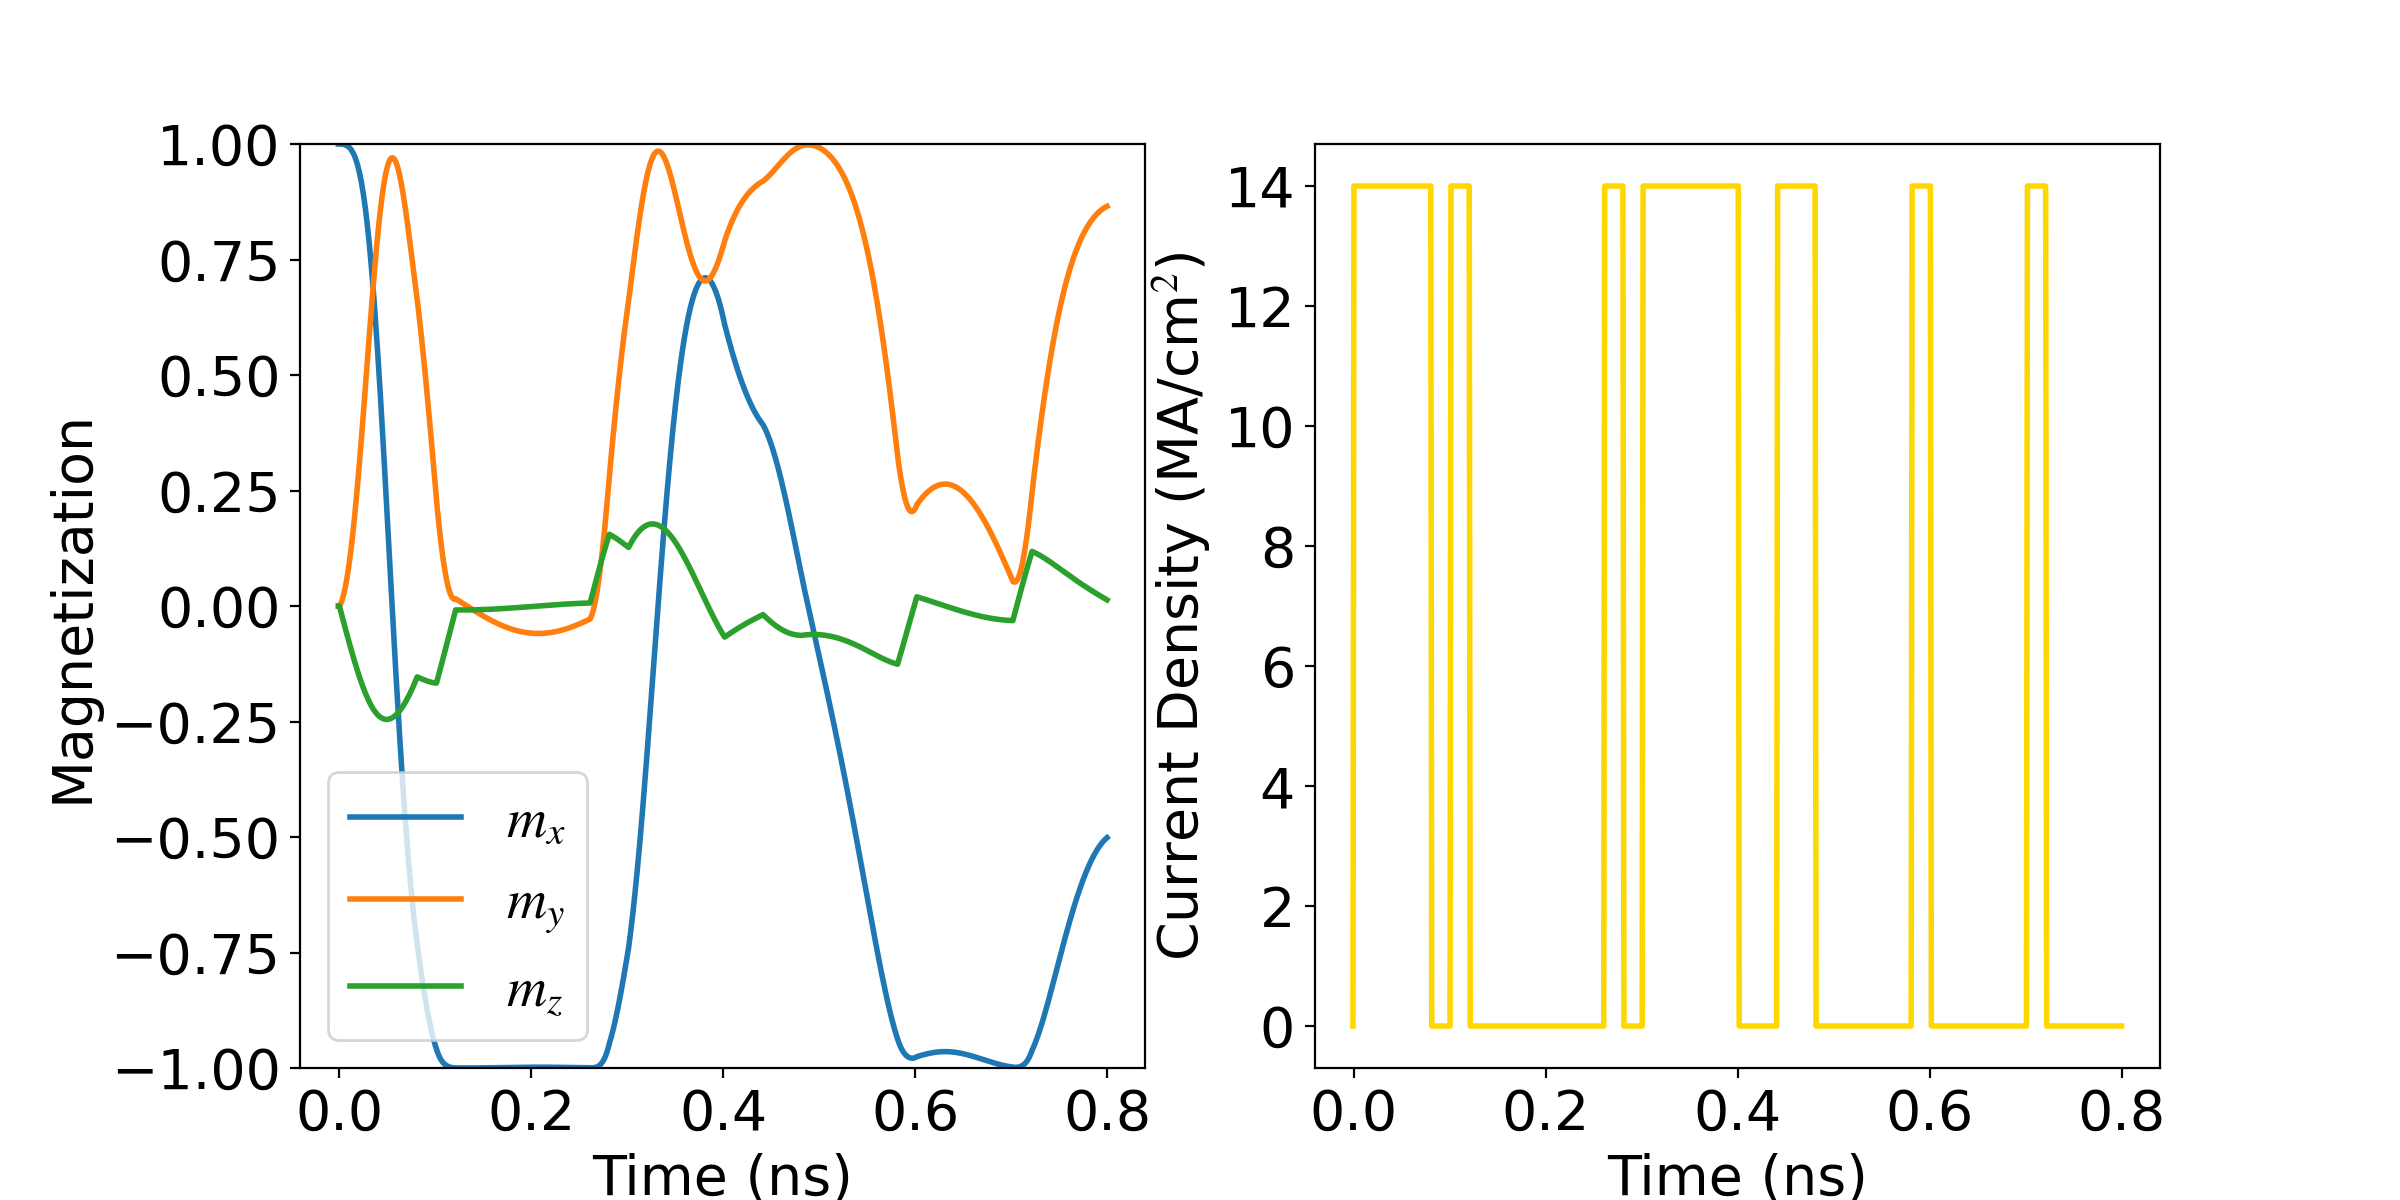 1.00
0.75
0.50
0.25
0.00
−0.25
−0.50
−0.75
−1.00
Magnetization
m_x
m_y
m_z
0.0 0.2 0.4 0.6 0.8
Time (ns)
14
12
10
8
6
4
2
0
Current Density (MA/cm²)
0.0 0.2 0.4 0.6 0.8
Time (ns)